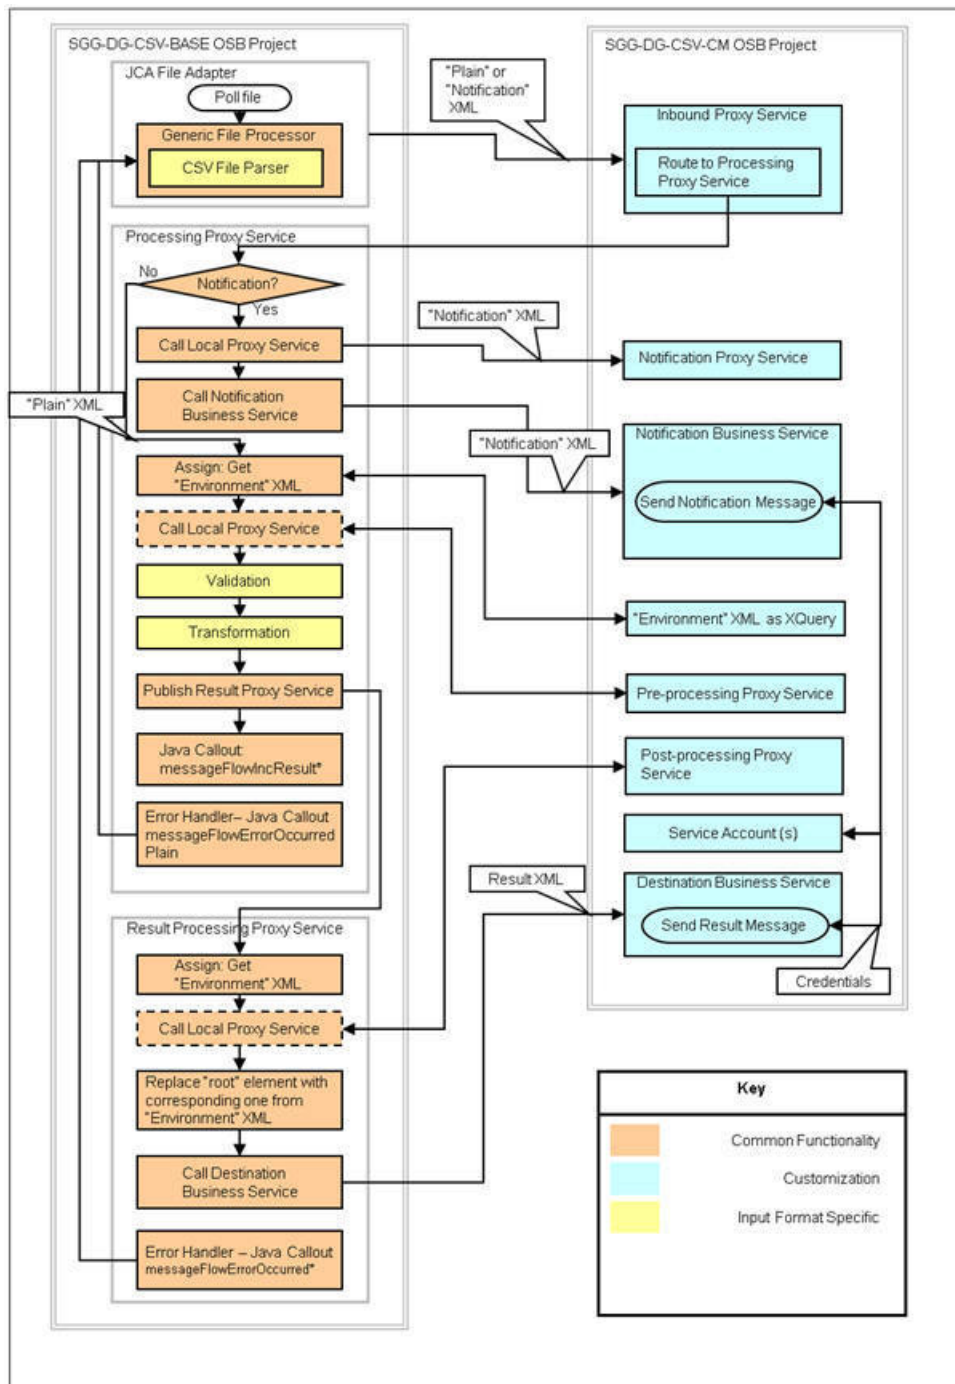 SGG-DG-CSV-BASE OSB Project
JCA File Adapter
Poll file
Generic File Processor
CSV File Parser
"Plain" or
"Notification"
XML
SGG-DG-CSV-CM OSB Project
Inbound Proxy Service
Route to Processing
Proxy Service
Processing Proxy Service
No
Notification?
Yes
Call Local Proxy Service
"Notification" XML
Notification Proxy Service
Call Notification
Business Service
"Plain" XML
"Notification" XML
Notification Business Service
Send Notification Message
Assign: Get
"Environment" XML
Call Local Proxy Service
Validation
Transformation
"Environment" XML as XQuery
Publish Result Proxy Service
Pre-processing Proxy Service
Java Callout:
messageFlowIncResult*
Post-processing Proxy
Service
Error Handler– Java Callout
messageFlowErrorOccurred
Plain
Service Account (s)
Result XML
Destination Business Service
Send Result Message
Credentials
Result Processing Proxy Service
Assign: Get
"Environment" XML
Call Local Proxy Service
Replace "root" element with
corresponding one from
"Environment" XML
Call Destination
Business Service
Error Handler – Java Callout
messageFlowErrorOccurred*
Key
Common Functionality
Customization
Input Format Specific